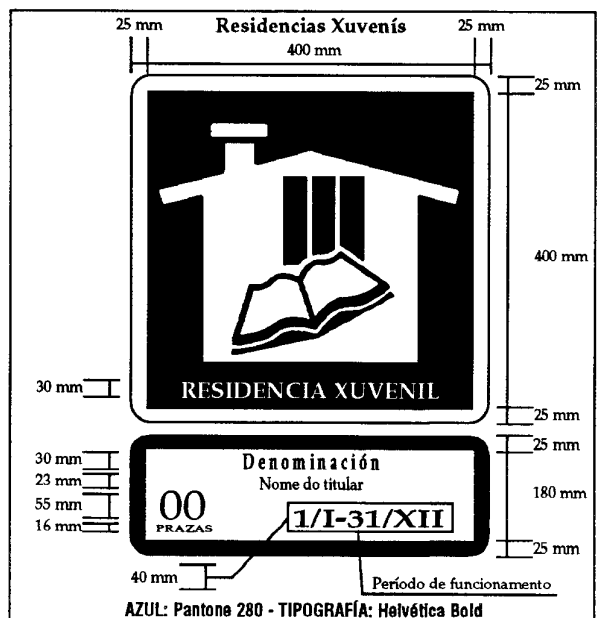 Residencias Xuvenís
25 mm
25 mm
400 mm
25 mm
400 mm
RESIDENCIA XUVENIL
30 mm
25 mm
25 mm
Denominación
30 mm
Nome do titular
23 mm
180 mm
00
55 mm
PRAZAS
1/I-31/XII
16 mm
25 mm
40 mm
Período de funcionamento
AZUL: Pantone 280 - TIPOGRAFÍA: Helvética Bold